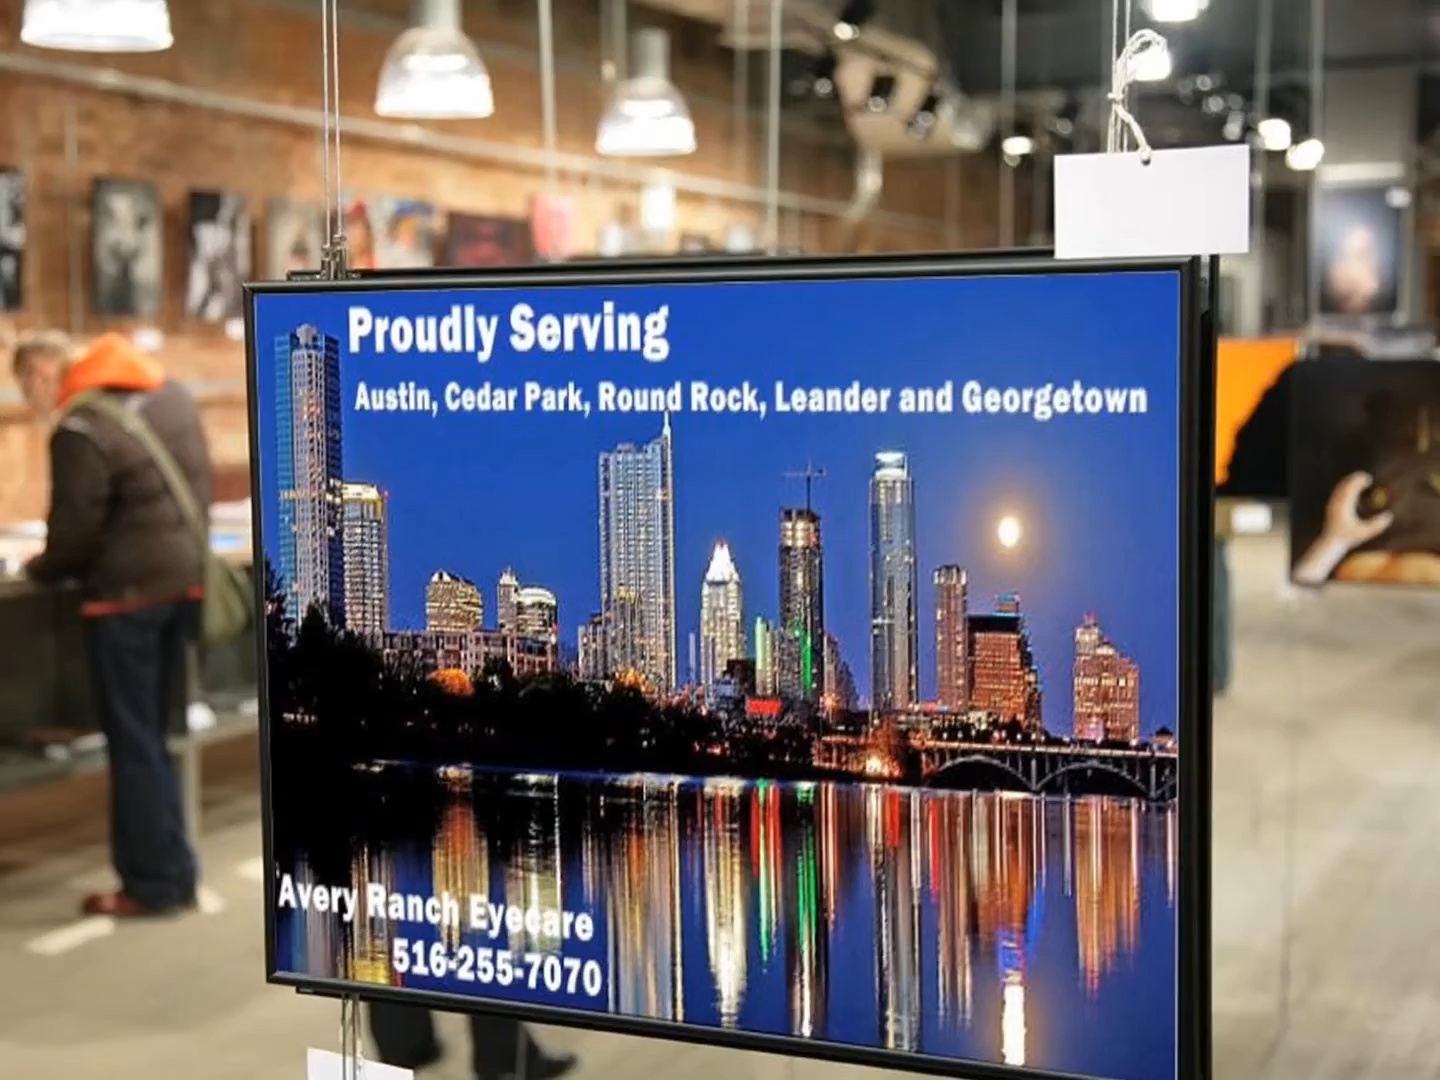 Proudly Serving
Austin, Cedar Park, Round Rock, Leander and Georgetown
Avery Ranch Eyecare
516-255-7070